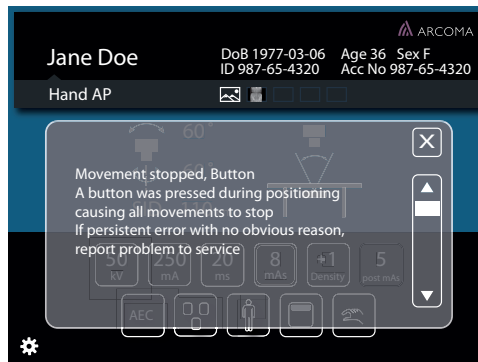 ARCOMA
Jane Doe
DoB 1977-03-06 Age 36 Sex F
ID 987-65-4320 Acc No 987-65-4320
Hand AP
60°
X
Movement stopped, Button
A button was pressed during positioning
causing all movements to stop
If persistent error with no obvious reason,
report problem to service
50 250 20 8 +1 5
kV mA ms mAs Density post mAs
AEC